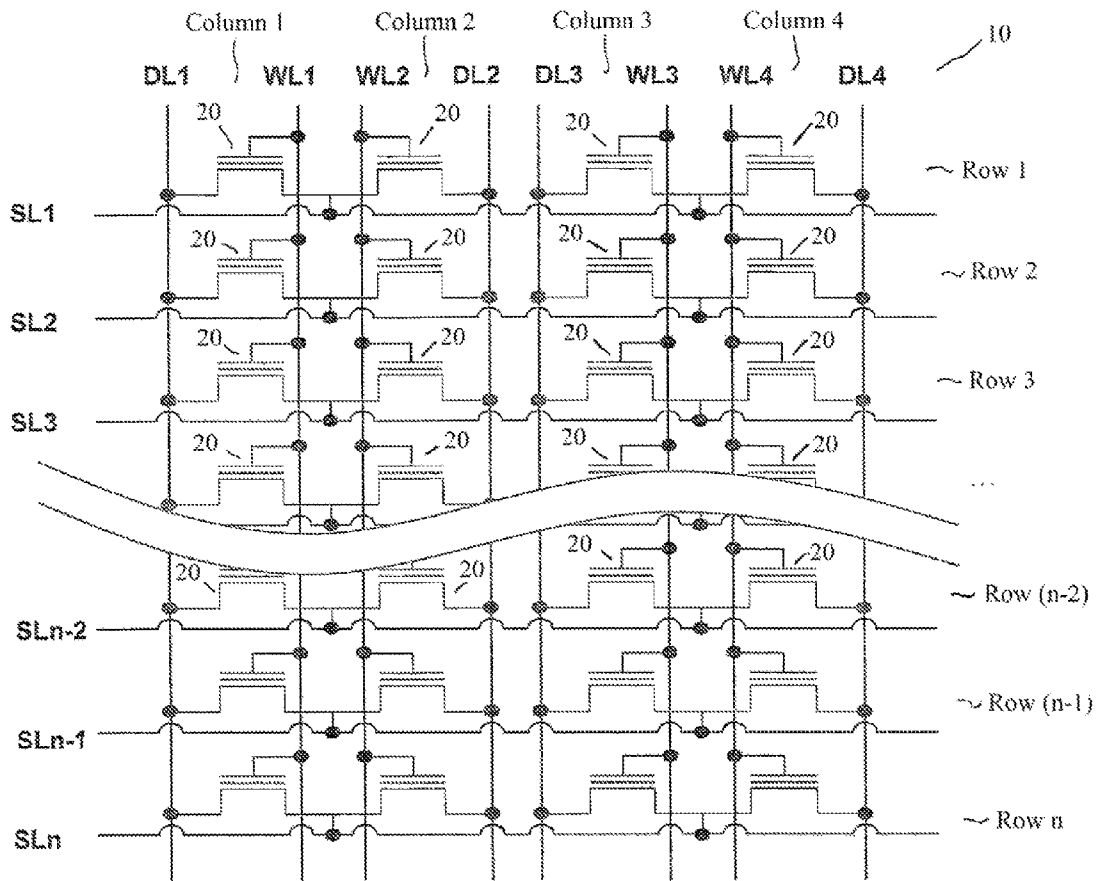 Column 1 Column 2 Column 3 Column 4
10
DL1 WL1 WL2 DL2 DL3 WL3 WL4 DL4
20 20 20 20
Row 1
SL1
20 20 20 20
Row 2
SL2
20 20 20 20
Row 3
SL3
20 20 20 20
...
20 20 20 20
Row (n-2)
SLn-2
Row (n-1)
SLn-1
Row n
SLn